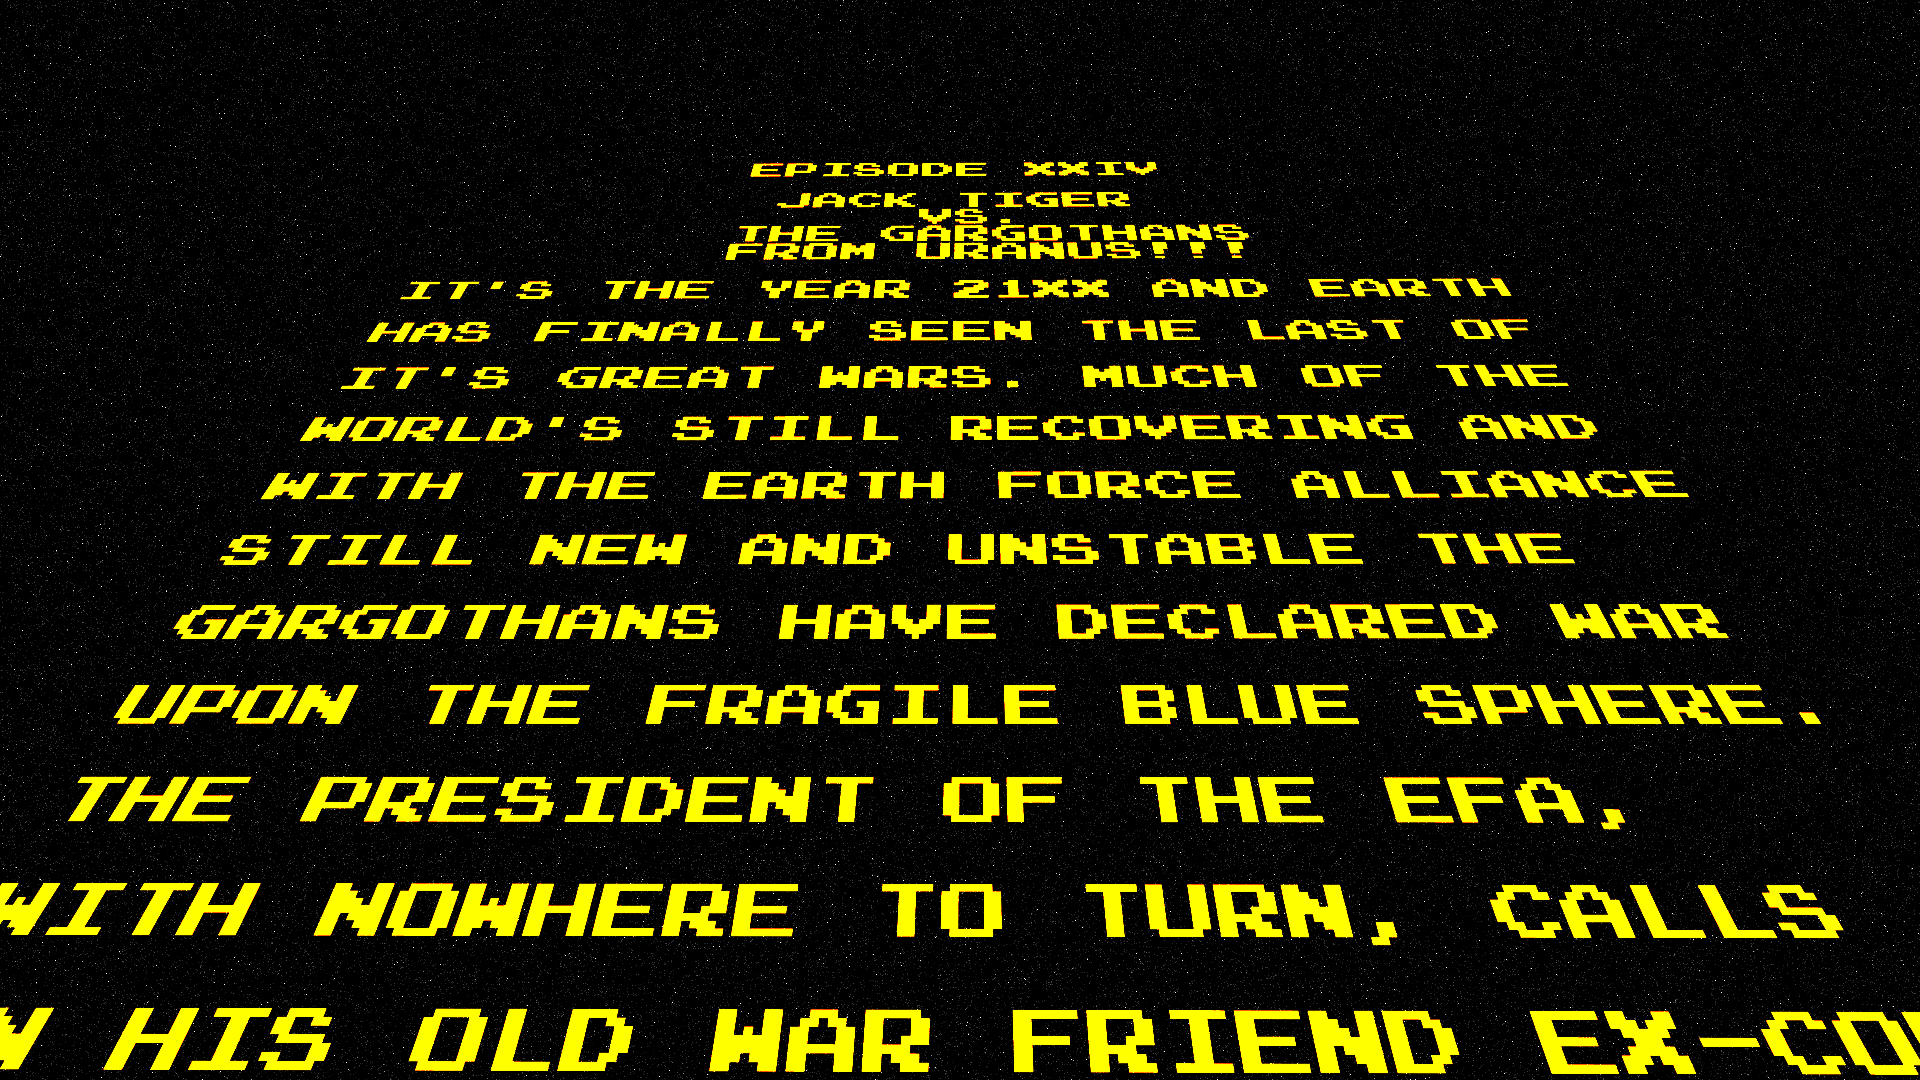 EPISODE XXIV
JACK TIGER
VS.
THE GARGOTHANS
FROM URANUS!!!
IT'S THE YEAR 21XX AND EARTH
HAS FINALLY SEEN THE LAST OF
IT'S GREAT WARS. MUCH OF THE
WORLD'S STILL RECOVERING AND
WITH THE EARTH FORCE ALLIANCE
STILL NEW AND UNSTABLE THE
GARGOTHANS HAVE DECLARED WAR
UPON THE FRAGILE BLUE SPHERE.
THE PRESIDENT OF THE EFA,
WITH NOWHERE TO TURN, CALLS
HIS OLD WAR FRIEND